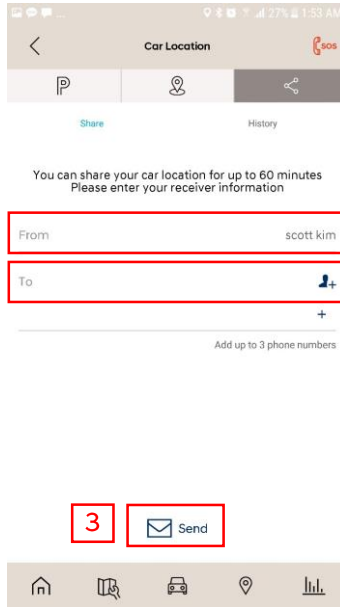 27% 1:53 AM
Car Location
SOS
P
Share
History
You can share your car location for up to 60 minutes
Please enter your receiver information
From
scott kim
To
+
+
Add up to 3 phone numbers
3
Send